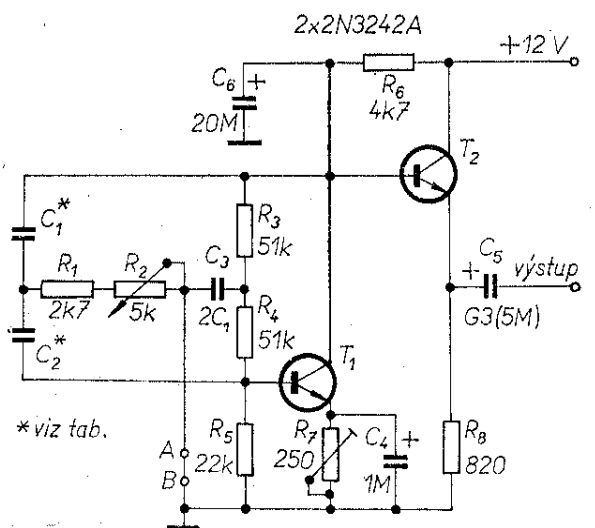 2x2N3242A
+12 V
C6 +
20M
R6
4k7
T2
C1*
R3
51k
R1
2k7
R2
5k
C3
2C1
R4
51k
C5
+
výstup
G3(5M)
C2*
T1
*viz tab.
A
B
R5
22k
R7
250
C4 +
1M
R8
820